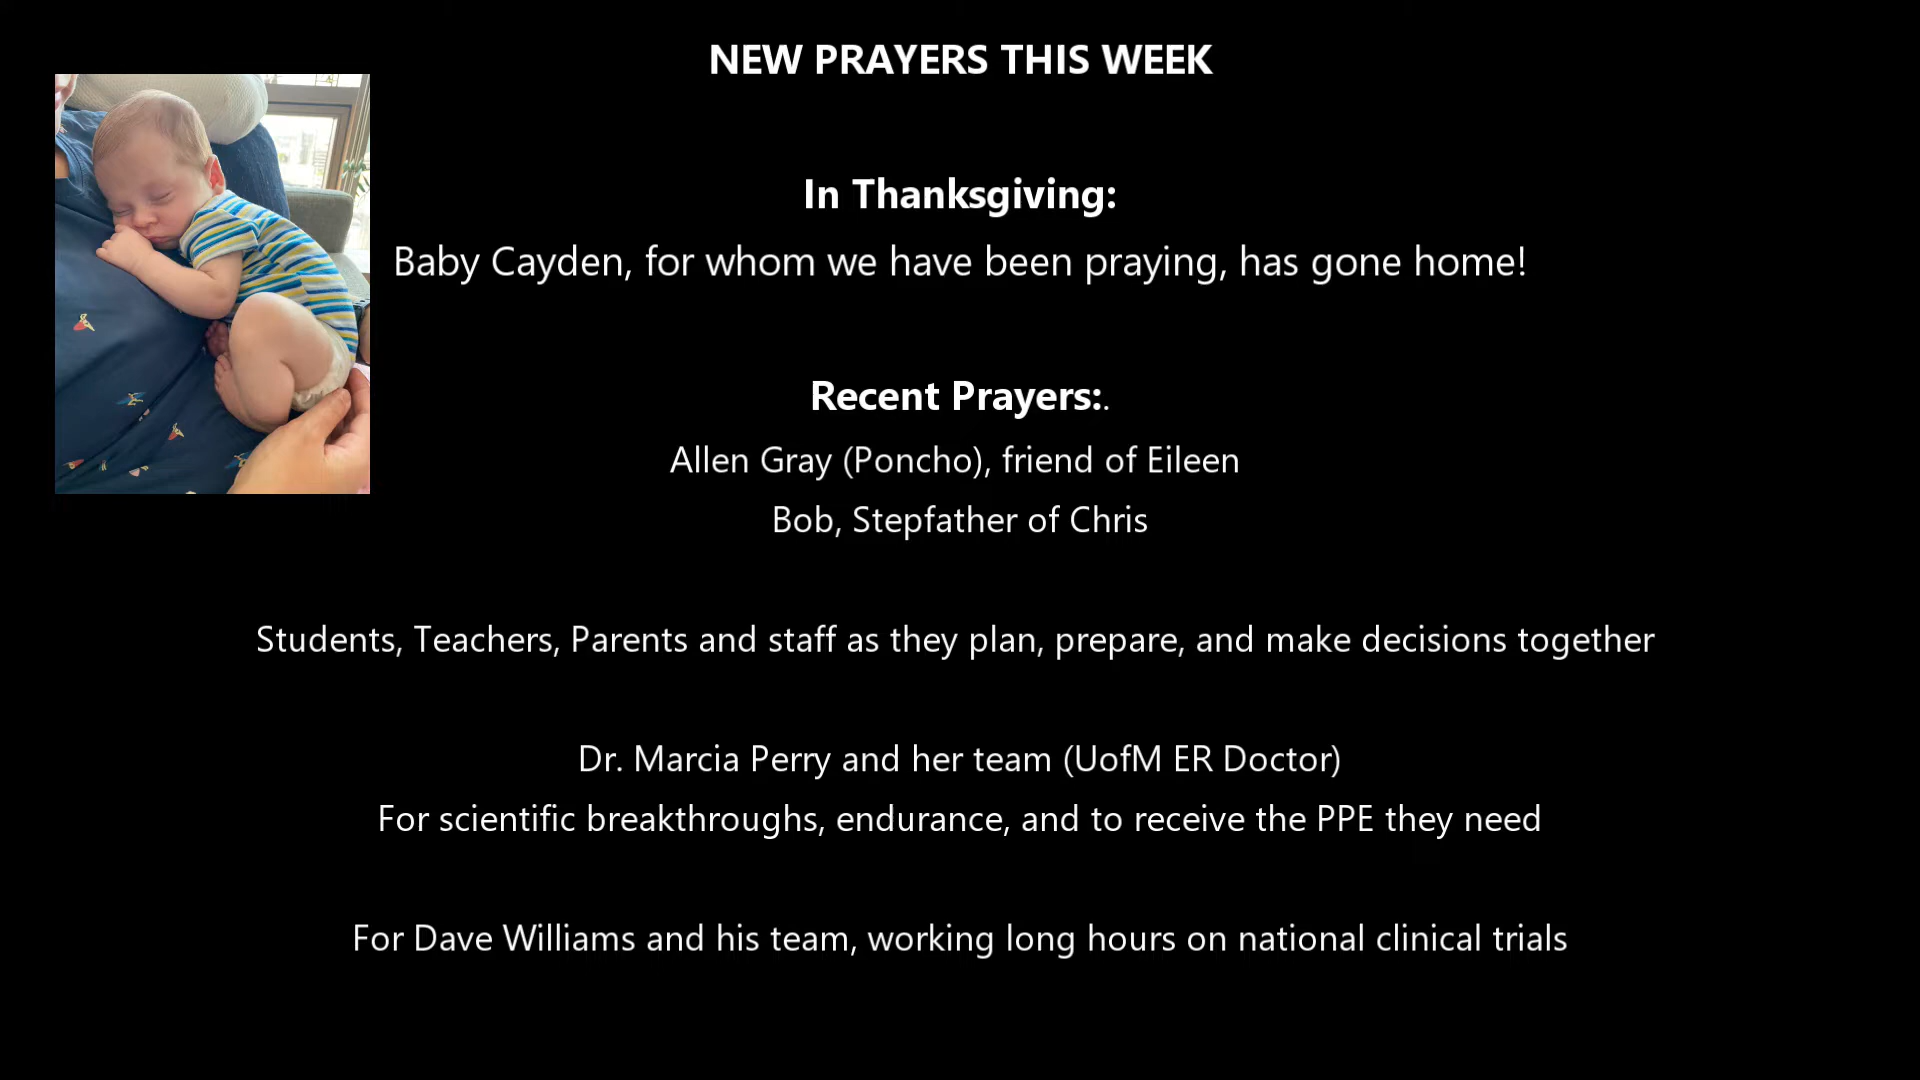 NEW PRAYERS THIS WEEK
In Thanksgiving:
Baby Cayden, for whom we have been praying, has gone home!
Recent Prayers:.
Allen Gray (Poncho), friend of Eileen
Bob, Stepfather of Chris
Students, Teachers, Parents and staff as they plan, prepare, and make decisions together
Dr. Marcia Perry and her team (UofM ER Doctor)
For scientific breakthroughs, endurance, and to receive the PPE they need
For Dave Williams and his team, working long hours on national clinical trials